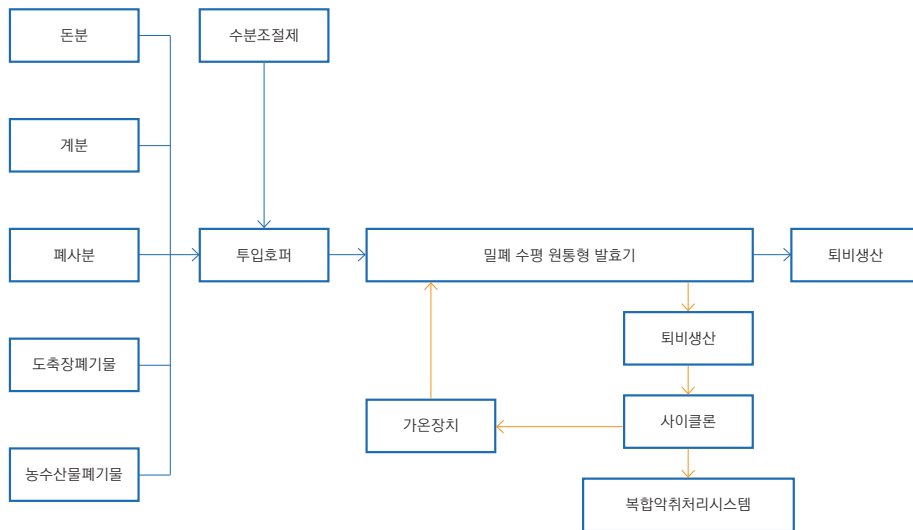 돈분
수분조절제
계분
폐사분
투입호퍼
밀폐 수평 원통형 발효기
퇴비생산
퇴비생산
도축장폐기물
가온장치
사이클론
농수산물폐기물
복합악취처리시스템